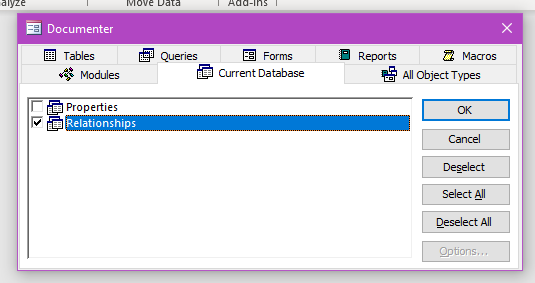 nalyze Move Data Add-ins
Documenter
Tables Queries Forms Reports Macros
Modules Current Database All Object Types
Properties
Relationships
OK
Cancel
Deselect
Select All
Deselect All
Options...